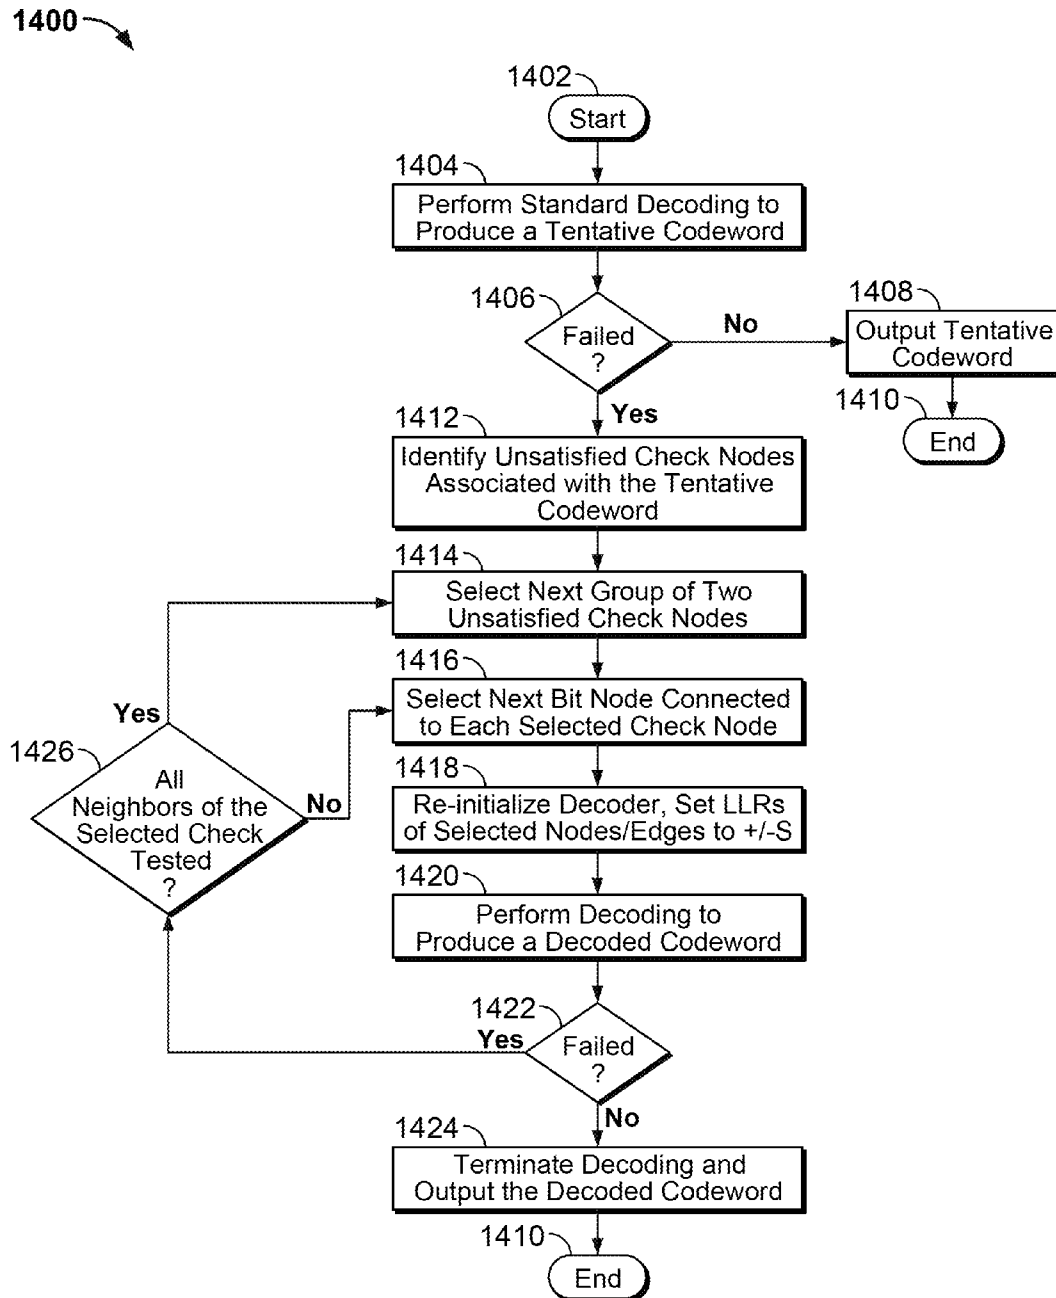 1400
1402
Start
1404
Perform Standard Decoding to
Produce a Tentative Codeword
1406
Failed
?
No
1408
Output Tentative
Codeword
1410
End
Yes
1412
Identify Unsatisfied Check Nodes
Associated with the Tentative
Codeword
1414
Select Next Group of Two
Unsatisfied Check Nodes
1416
Select Next Bit Node Connected
to Each Selected Check Node
1418
Re-initialize Decoder, Set LLRs
of Selected Nodes/Edges to +/-S
1420
Perform Decoding to
Produce a Decoded Codeword
1422
Failed
?
Yes
1426
All
Neighbors of the
Selected Check
Tested
?
Yes
No
No
1424
Terminate Decoding and
Output the Decoded Codeword
1410
End